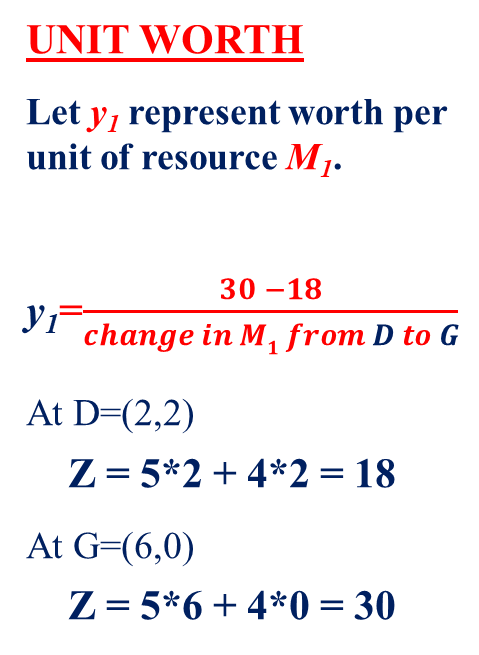 UNIT WORTH
Let y₁ represent worth per
unit of resource M₁.
30 −18
y₁=
change in M₁ from D to G
At D=(2,2)
Z = 5*2 + 4*2 = 18
At G=(6,0)
Z = 5*6 + 4*0 = 30